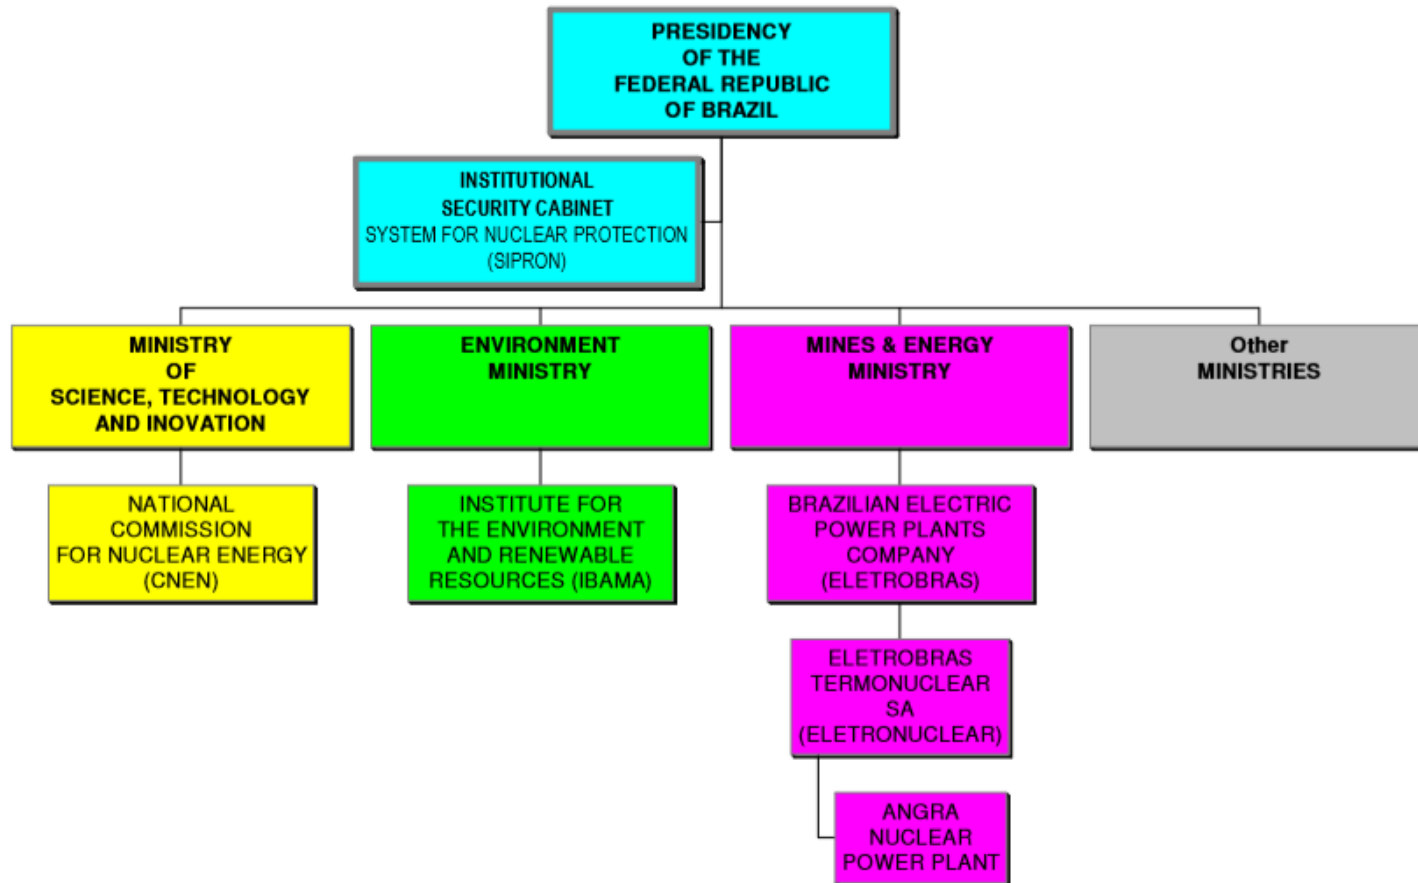 PRESIDENCY
OF THE
FEDERAL REPUBLIC
OF BRAZIL
INSTITUTIONAL
SECURITY CABINET
SYSTEM FOR NUCLEAR PROTECTION
(SIPRON)
MINISTRY
OF
SCIENCE, TECHNOLOGY
AND INOVATION
ENVIRONMENT
MINISTRY
MINES & ENERGY
MINISTRY
Other
MINISTRIES
NATIONAL
COMMISSION
FOR NUCLEAR ENERGY
(CNEN)
INSTITUTE FOR
THE ENVIRONMENT
AND RENEWABLE
RESOURCES (IBAMA)
BRAZILIAN ELECTRIC
POWER PLANTS
COMPANY
(ELETROBRAS)
ELETROBRAS
TERMONUCLEAR
SA
(ELETRONUCLEAR)
ANGRA
NUCLEAR
POWER PLANT